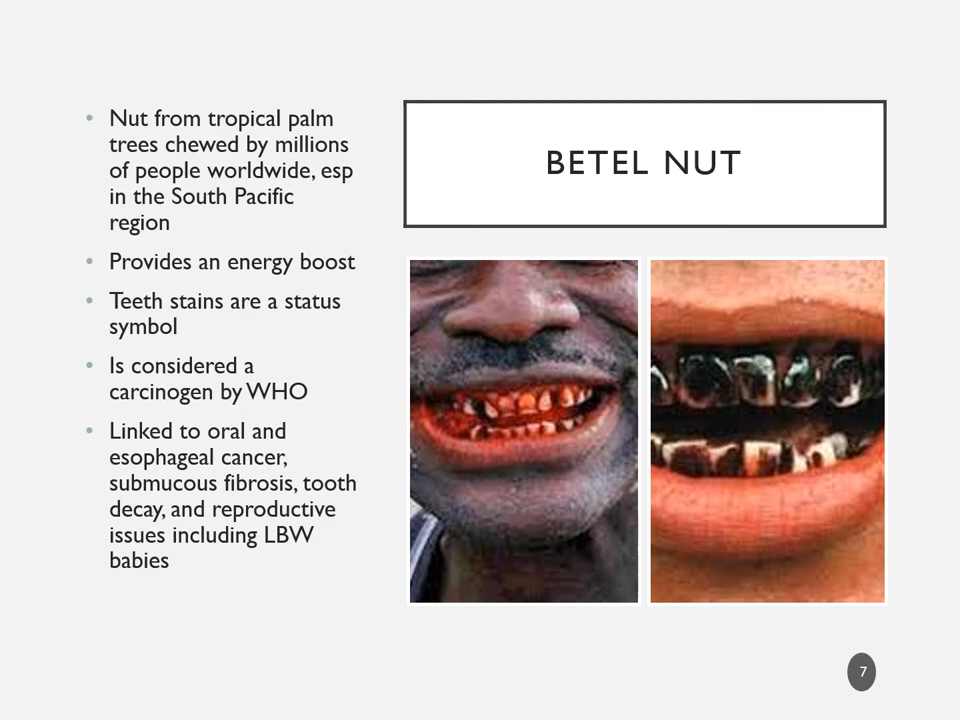 BETEL NUT
• Nut from tropical palm
trees chewed by millions
of people worldwide, esp
in the South Pacific
region
• Provides an energy boost
• Teeth stains are a status
symbol
• Is considered a
carcinogen by WHO
• Linked to oral and
esophageal cancer,
submucous fibrosis, tooth
decay, and reproductive
issues including LBW
babies
7